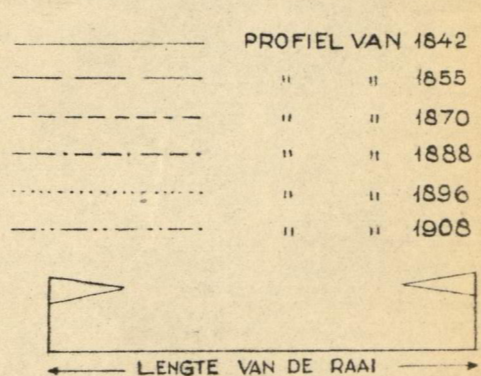 PROFIEL VAN 1842
" " 1855
" " 1870
" " 1888
" " 1896
" " 1908
LENGTE VAN DE RAAI